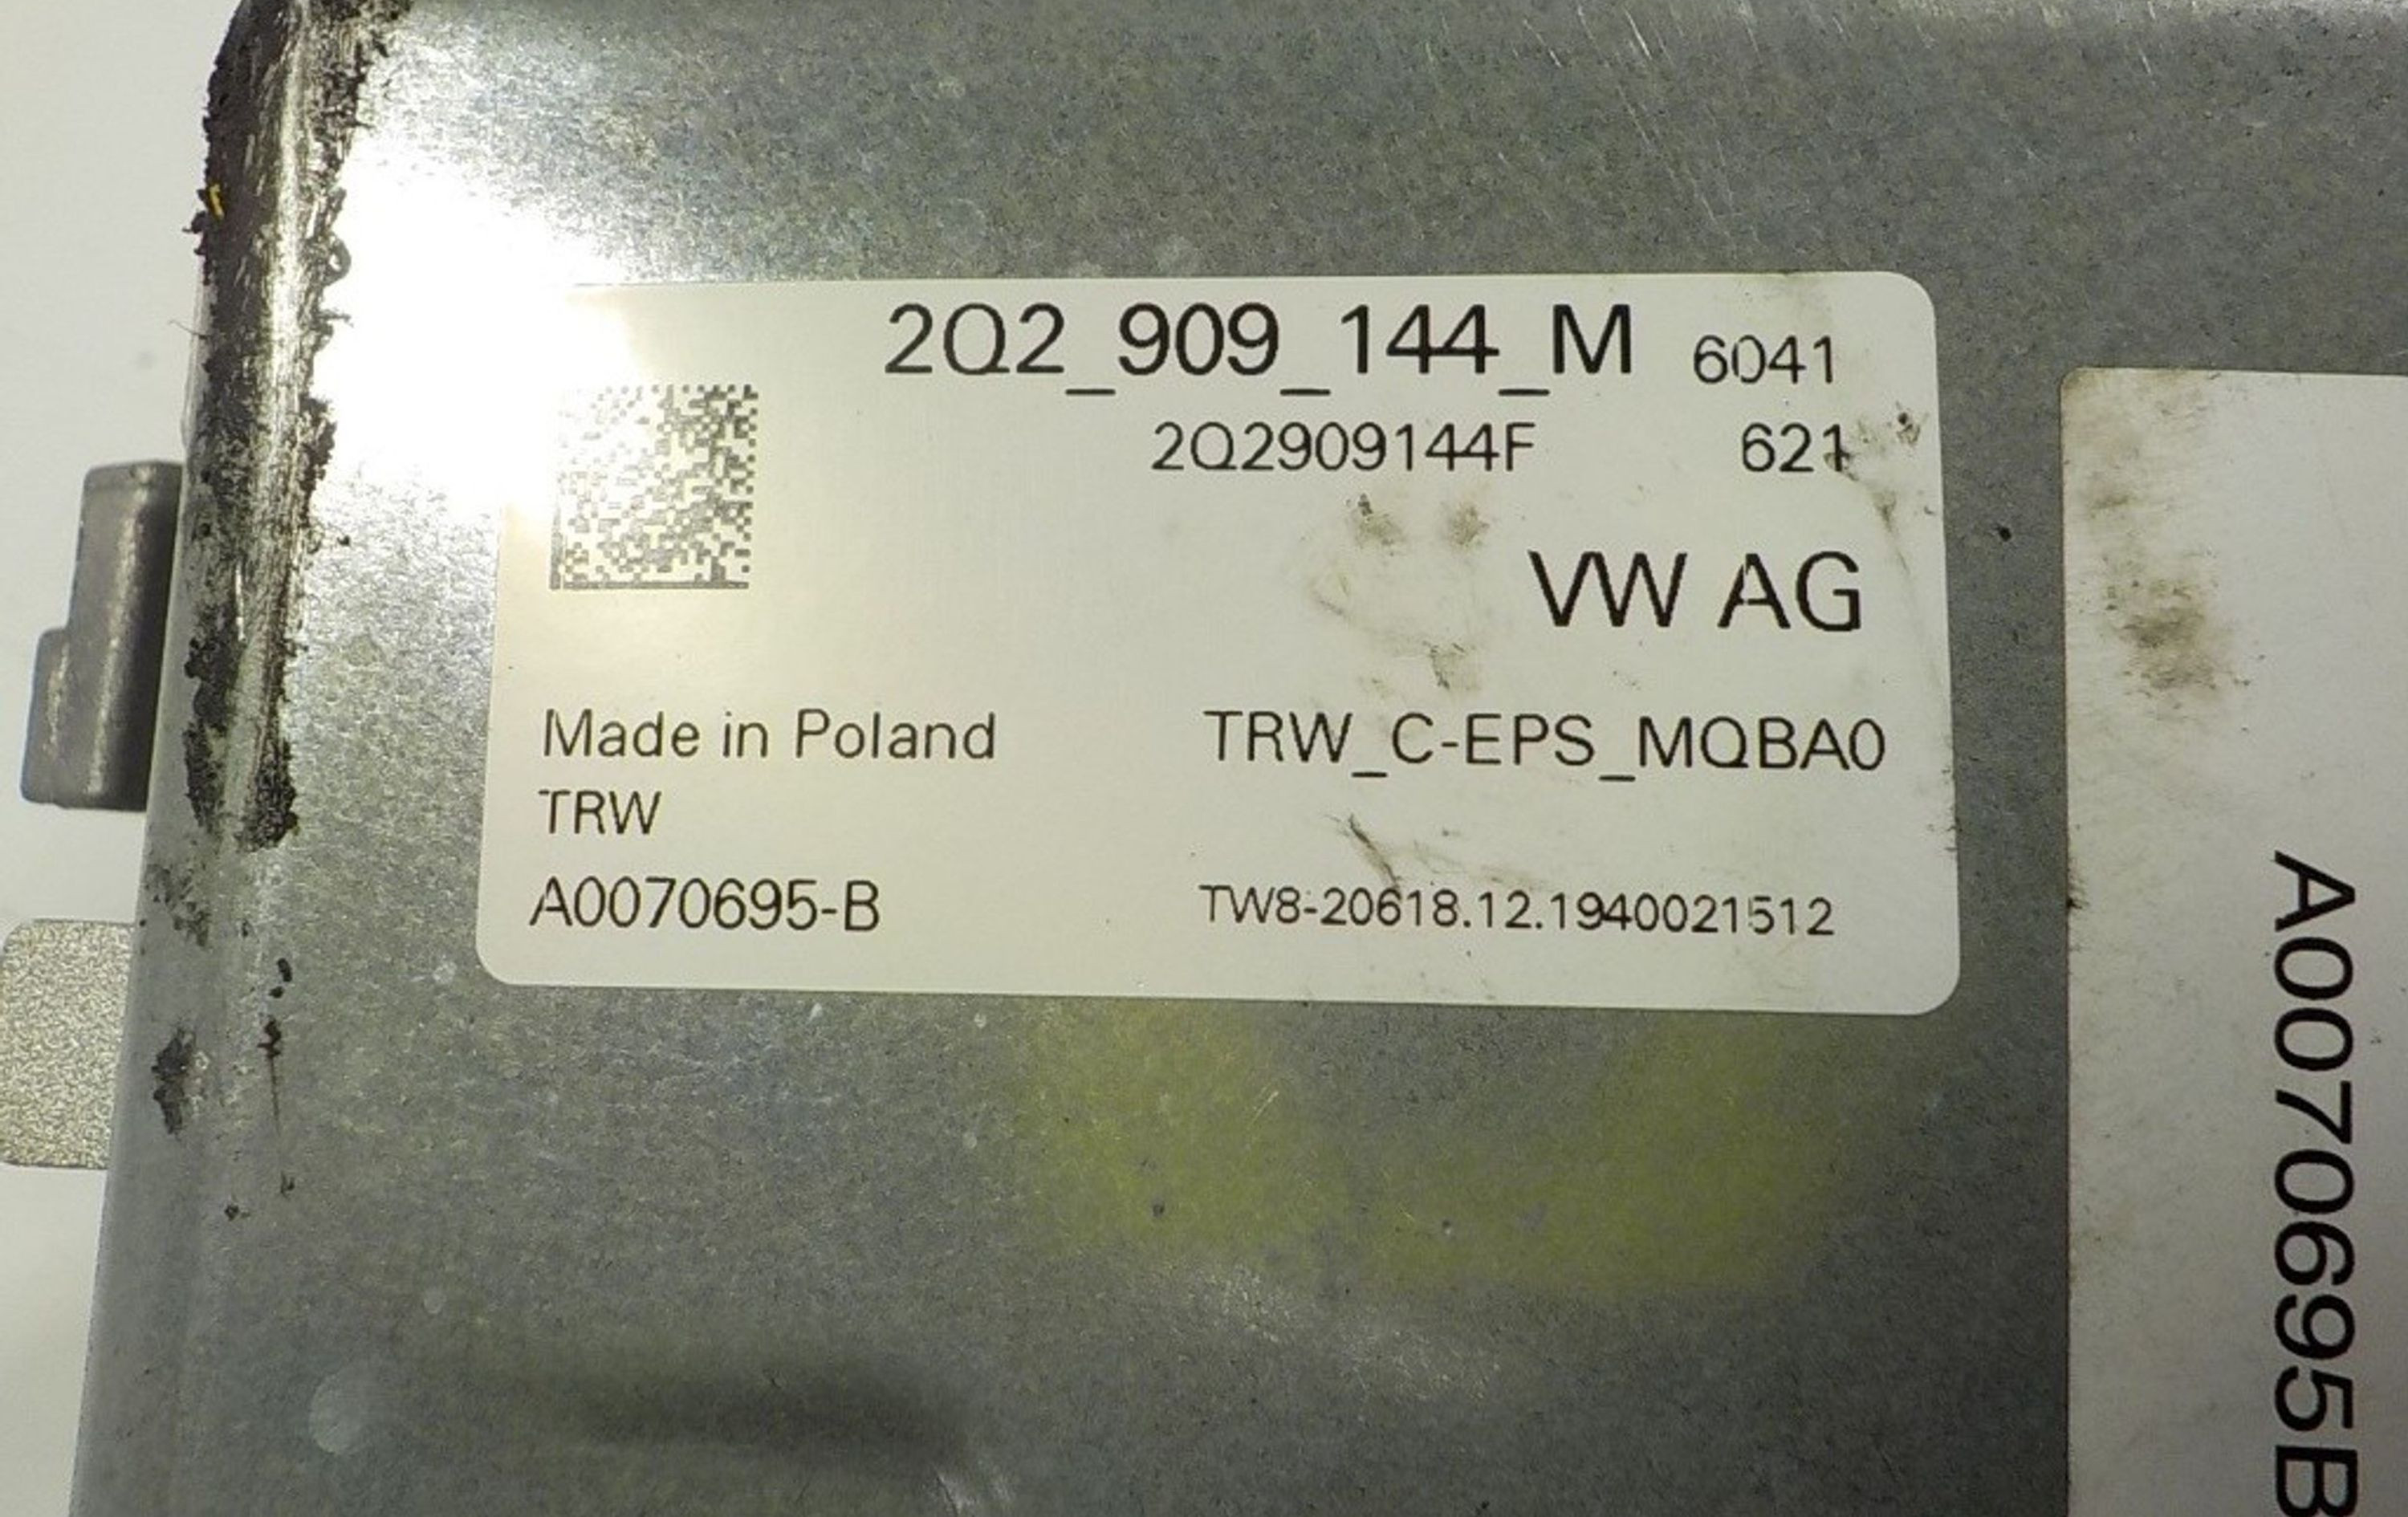 2Q2_909_144_M 6041
2Q2909144F 621
VW AG
Made in Poland TRW_C-EPS_MQBA0
TRW
A0070695-B TW8-20618.12.1940021512
A0070695B